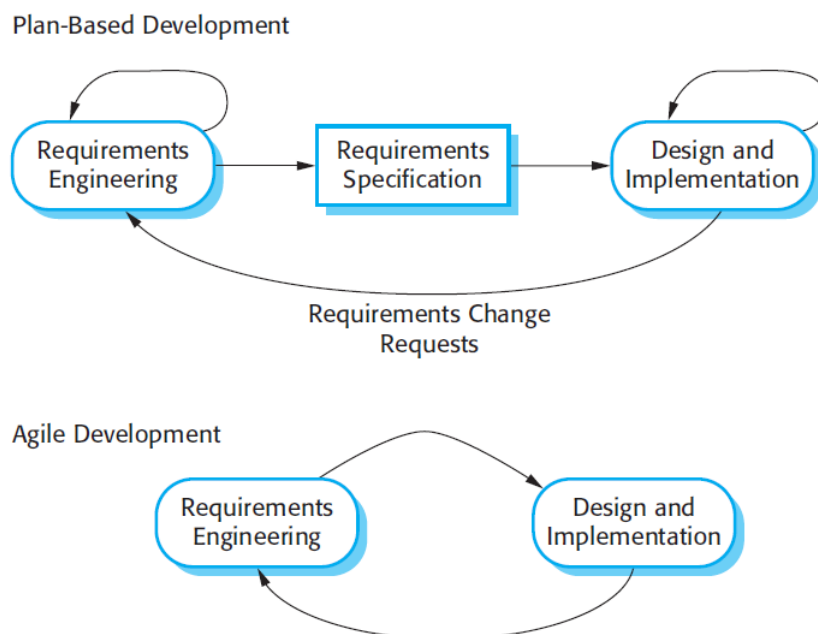 Plan-Based Development
Requirements
Engineering
Requirements
Specification
Design and
Implementation
Requirements Change
Requests
Agile Development
Requirements
Engineering
Design and
Implementation